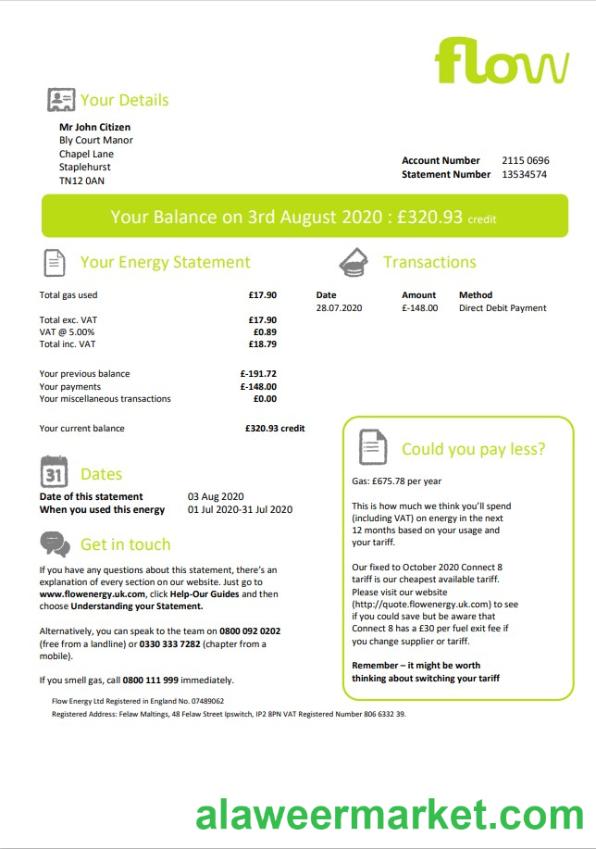 flow
Your Details
Mr John Citizen
Bly Court Manor
Chapel Lane
Staplehurst
TN12 0AN
Account Number 2115 0696
Statement Number 13534574
Your Balance on 3rd August 2020 : £320.93 credit
Your Energy Statement
Total gas used £17.90
Total exc. VAT £17.90
VAT @ 5.00% £0.89
Total inc. VAT £18.79
Your previous balance £-191.72
Your payments £-148.00
Your miscellaneous transactions £0.00
Your current balance £320.93 credit
Transactions
Date Amount Method
28.07.2020 £-148.00 Direct Debit Payment
31 Dates
Date of this statement 03 Aug 2020
When you used this energy 01 Jul 2020-31 Jul 2020
Get in touch
If you have any questions about this statement, there's an
explanation of every section on our website. Just go to
www.flowenergy.uk.com, click Help-Our Guides and then
choose Understanding your Statement.
Alternatively, you can speak to the team on 0800 092 0202
(free from a landline) or 0330 333 7282 (chapter from a
mobile).
If you smell gas, call 0800 111 999 immediately.
Could you pay less?
Gas: £675.78 per year
This is how much we think you'll spend
(including VAT) on energy in the next
12 months based on your usage and
your tariff.
Our fixed to October 2020 Connect 8
tariff is our cheapest available tariff.
Please visit our website
(http://quote.flowenergy.uk.com) to see
if you could save but be aware that
Connect 8 has a £30 per fuel exit fee if
you change supplier or tariff.
Remember – it might be worth
thinking about switching your tariff
Flow Energy Ltd Registered in England No. 07489062
Registered Address: Felaw Maltings, 48 Felaw Street Ipswitch, IP2 8PN VAT Registered Number 806 6332 39.
alaweermarket.com